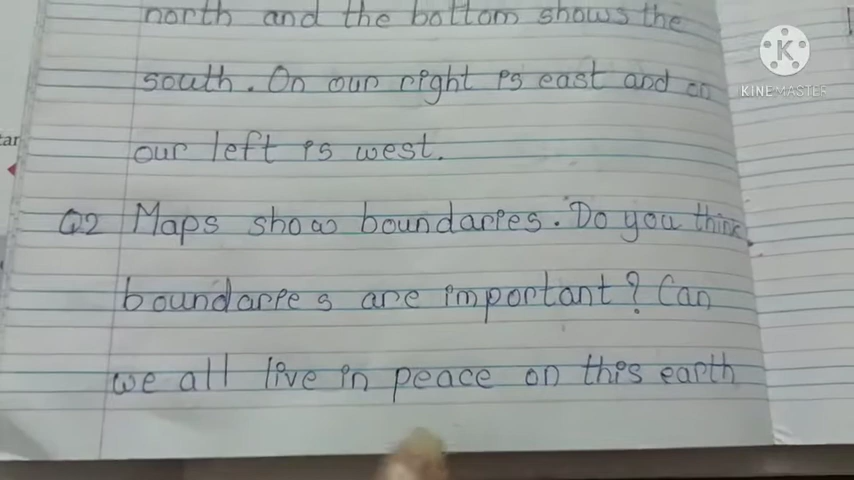 north and the bottom shows the
south. On our right is east and on
our left is west.
Q2 Maps show boundaries. Do you think
boundaries are important? Can
we all live in peace on this earth
K
KINEMASTER